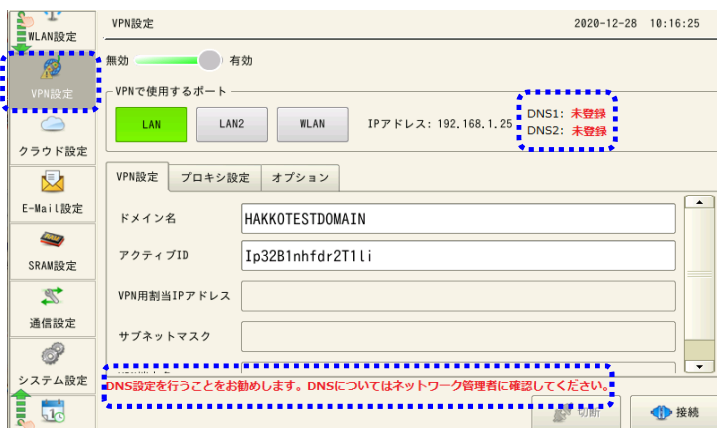 WLAN設定
VPN設定
2020-12-28 10:16:25
無効 有効
VPN設定
VPNで使用するポート
LAN LAN2 WLAN IPアドレス: 192.168.1.25
DNS1: 未登録
DNS2: 未登録
クラウド設定
VPN設定 プロキシ設定 オプション
E-Mail設定
ドメイン名 HAKKOTESTDOMAIN
アクティブID Ip32B1nhfdr2T1li
SRAM設定
VPN用割当IPアドレス
通信設定
サブネットマスク
システム設定
DNS設定を行うことをお勧めします。DNSについてはネットワーク管理者に確認してください。
切断 接続